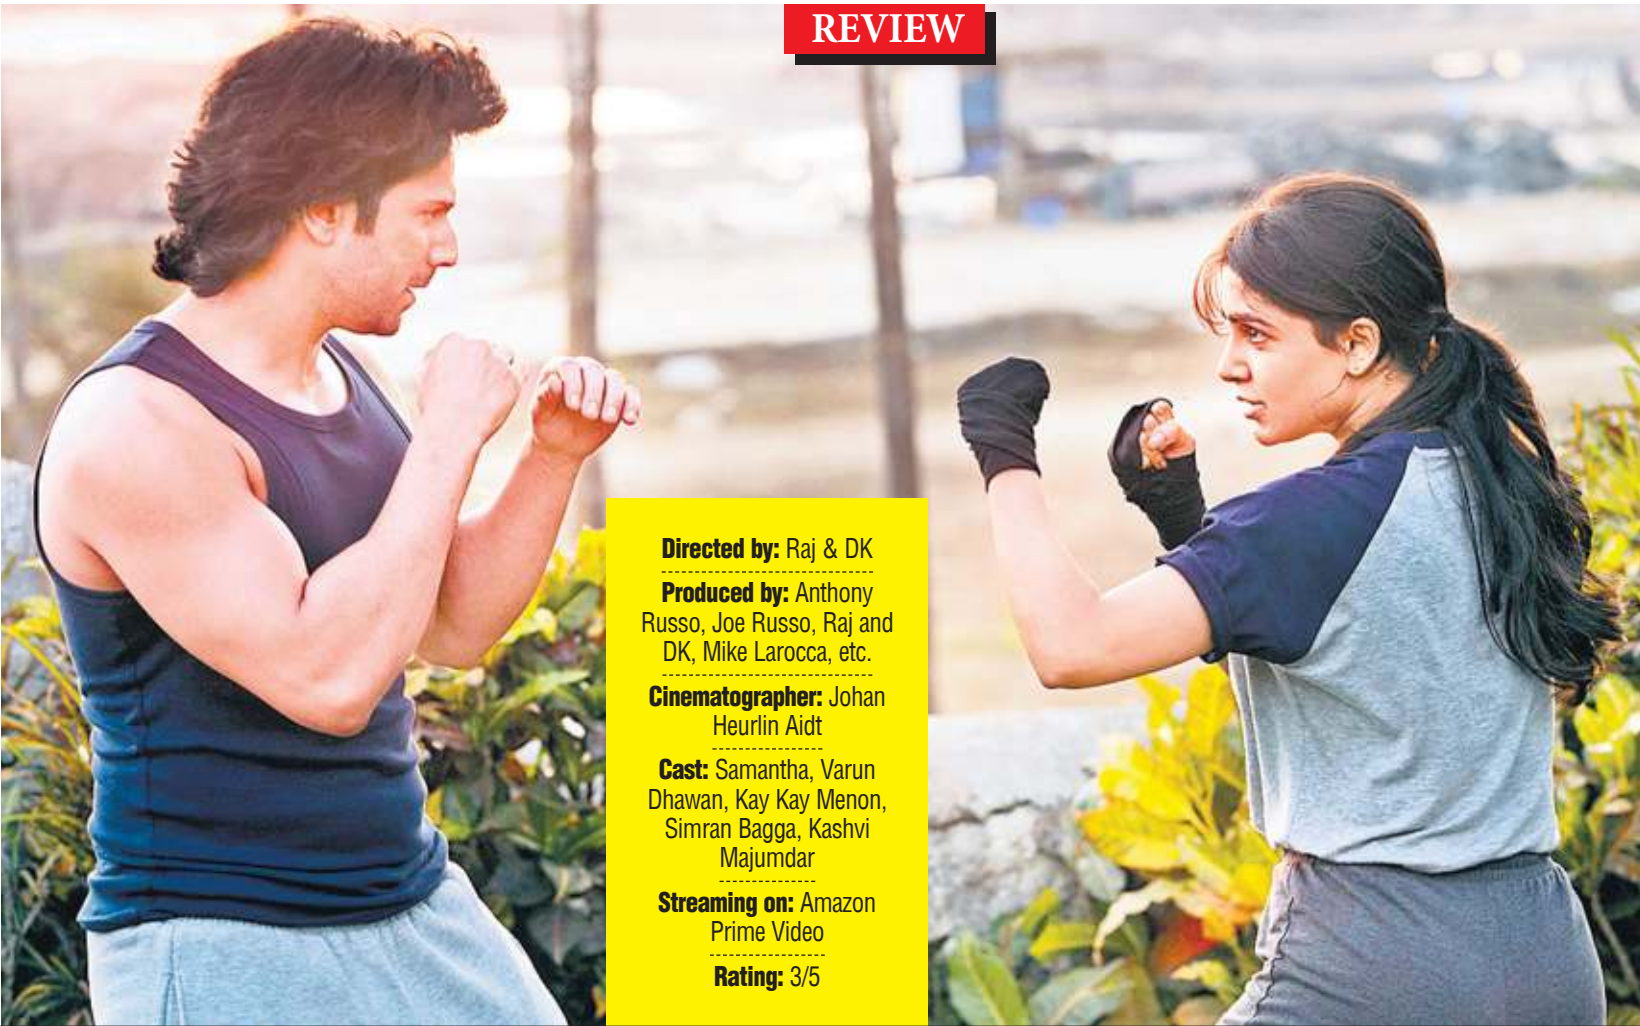 REVIEW
Directed by: Raj & DK
Produced by: Anthony
Russo, Joe Russo, Raj and
DK, Mike Larocca, etc.
Cinematographer: Johan
Heurlin Aidt
Cast: Samantha, Varun
Dhawan, Kay Kay Menon,
Simran Bagga, Kashvi
Majumdar
Streaming on: Amazon
Prime Video
Rating: 3/5